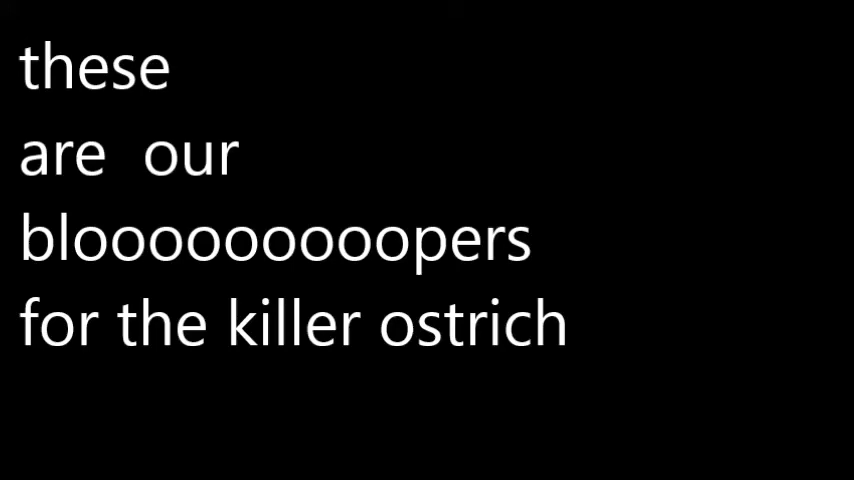 these
are  our
blooooooooopers
for the killer ostrich